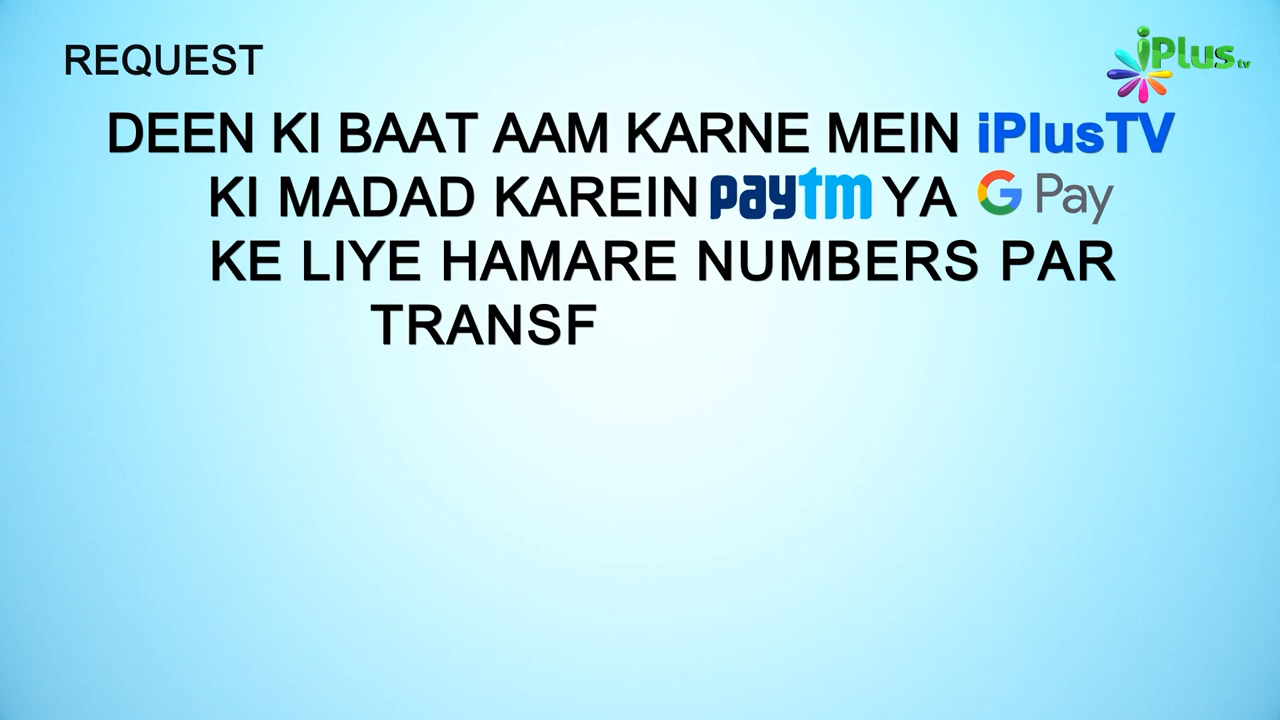 REQUEST
iPlus tv
DEEN KI BAAT AAM KARNE MEIN iPlusTV
KI MADAD KAREIN paytm YA G Pay
KE LIYE HAMARE NUMBERS PAR
TRANSF